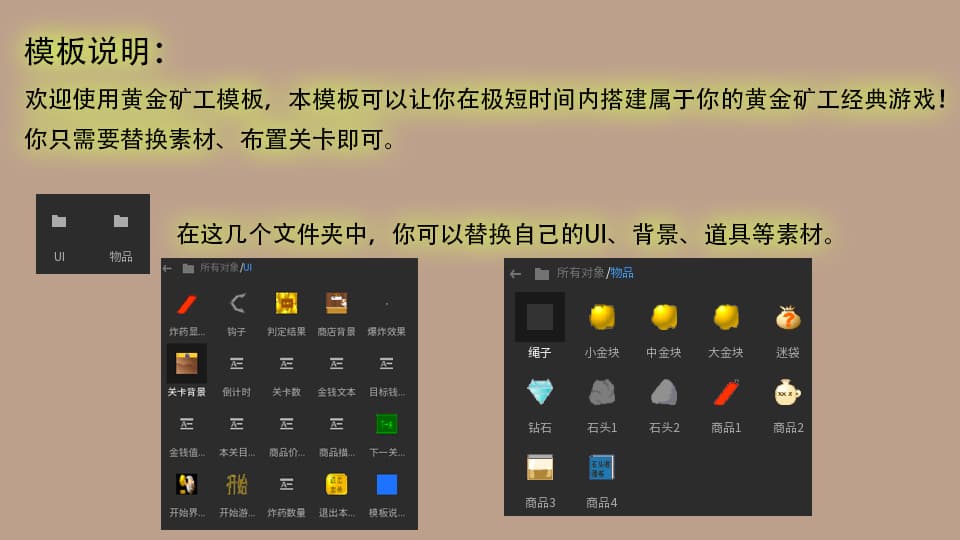 模板说明：
欢迎使用黄金矿工模板，本模板可以让你在极短时间内搭建属于你的黄金矿工经典游戏！
你只需要替换素材、布置关卡即可。
UI 物品
在这几个文件夹中，你可以替换自己的UI、背景、道具等素材。
所有对象/UI
炸药显... 钩子 判定结果 商店背景 爆炸效果
关卡背景 倒计时 关卡数 金钱文本 目标钱...
金钱值... 本关目... 商品价... 商品描... 下一关...
开始
开始界... 开始游... 炸药数量 退出本... 模板说...
所有对象/物品
绳子 小金块 中金块 大金块 迷袋
钻石 石头1 石头2 商品1 商品2
商品3 商品4